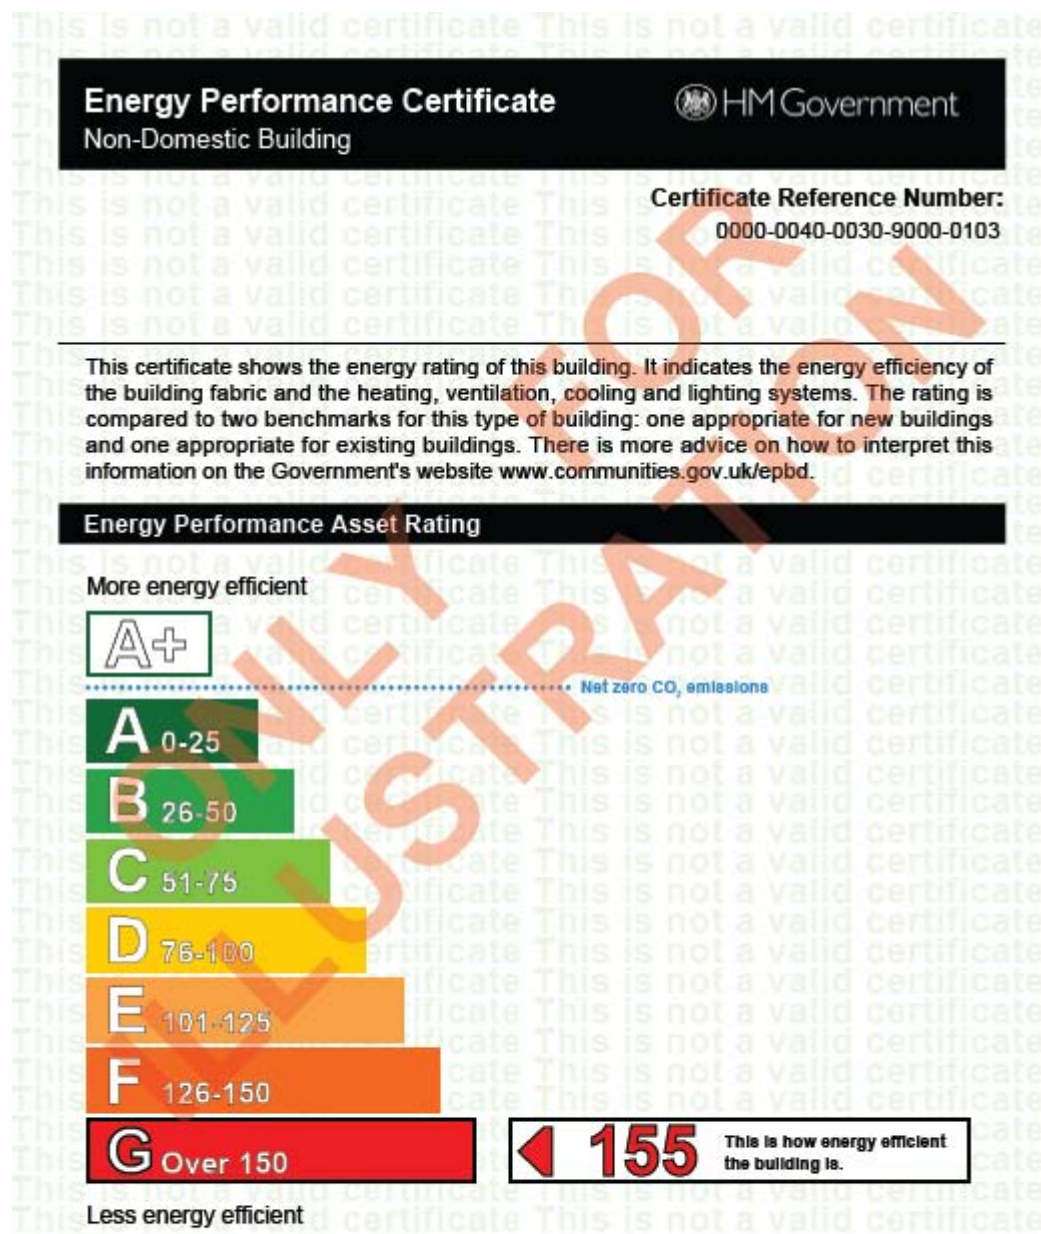 Energy Performance Certificate
HM Government
Non-Domestic Building
Certificate Reference Number:
0000-0040-0030-9000-0103
This certificate shows the energy rating of this building. It indicates the energy efficiency of
the building fabric and the heating, ventilation, cooling and lighting systems. The rating is
compared to two benchmarks for this type of building: one appropriate for new buildings
and one appropriate for existing buildings. There is more advice on how to interpret this
information on the Government's website www.communities.gov.uk/epbd.
Energy Performance Asset Rating
More energy efficient
A+
Net zero CO₂ emissions
A 0-25
B 26-50
C 51-75
D 76-100
E 101-125
F 126-150
G Over 150
155
This is how energy efficient
the building is.
Less energy efficient
ONLY FOR
ILLUSTRATION
This is not a valid certificate This is not a valid certificate